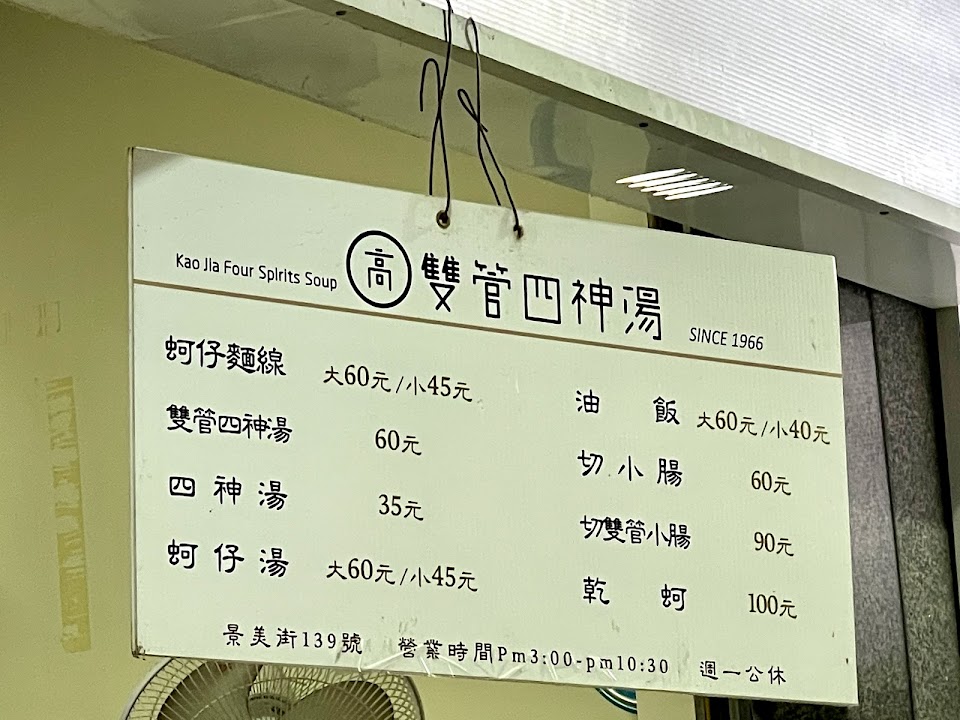 Kao Jia Four Spirits Soup 高 雙管四神湯 SINCE 1966
蚵仔麵線 大60元/小45元
雙管四神湯 60元
四神湯 35元
蚵仔湯 大60元/小45元
油飯 大60元/小40元
切小腸 60元
切雙管小腸 90元
乾蚵 100元
景美街139號 營業時間Pm3:00-pm10:30 週一公休